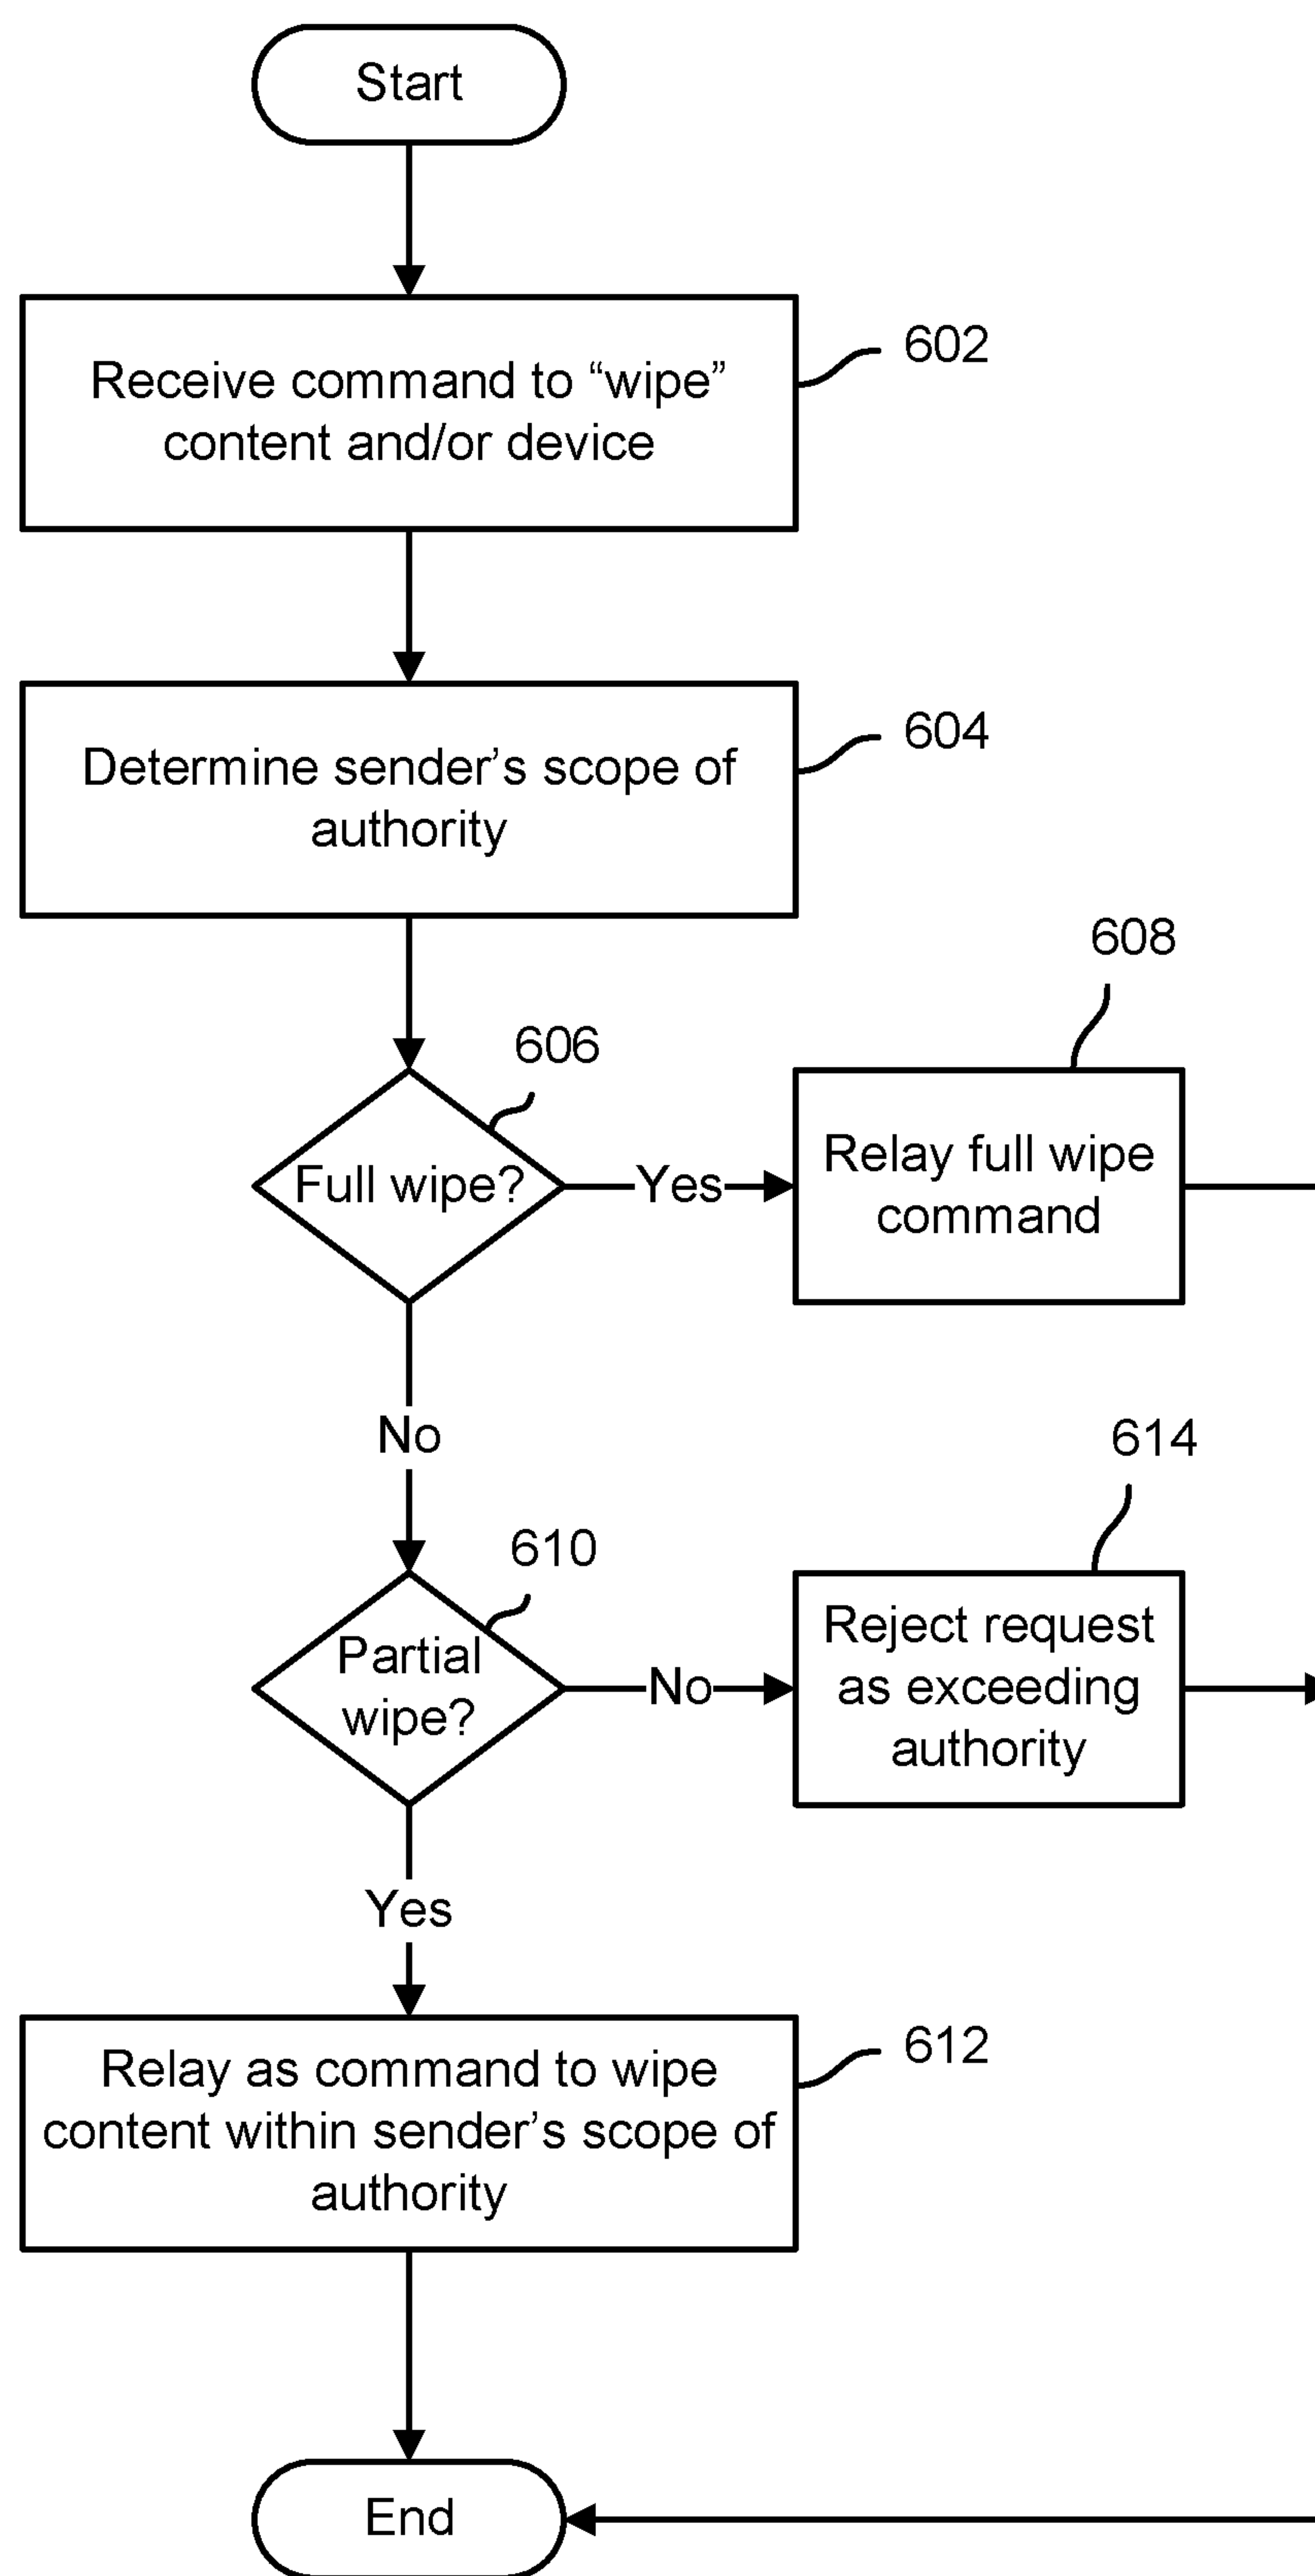 Start
Receive command to “wipe”
content and/or device
602
Determine sender’s scope of
authority
604
606
Full wipe?
Yes
608
Relay full wipe
command
No
610
Partial
wipe?
No
614
Reject request
as exceeding
authority
Yes
Relay as command to wipe
content within sender’s scope of
authority
612
End